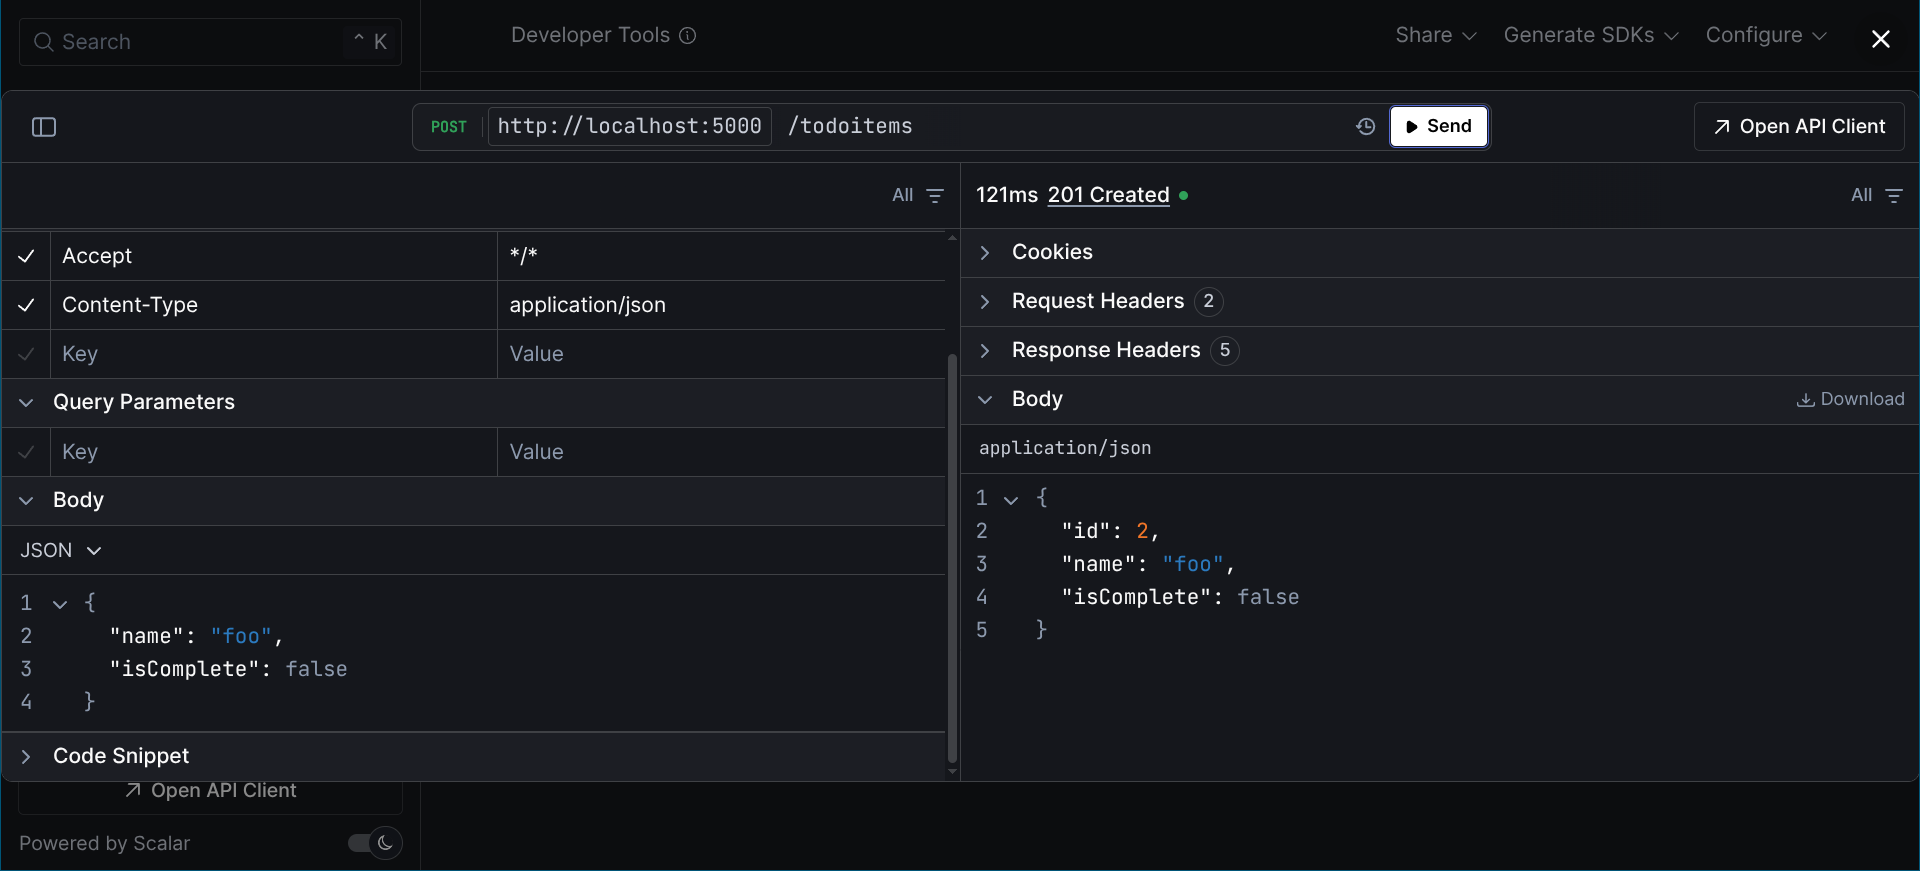 Search
⌃ K
Developer Tools
Share
Generate SDKs
Configure
POST http://localhost:5000 /todoitems
Send
Open API Client
All
Accept */*
Content-Type application/json
Key Value
Query Parameters
Key Value
Body
JSON
1 {
2 "name": "foo",
3 "isComplete": false
4 }
Code Snippet
121ms 201 Created
All
Cookies
Request Headers 2
Response Headers 5
Body
Download
application/json
1 {
2 "id": 2,
3 "name": "foo",
4 "isComplete": false
5 }
Open API Client
Powered by Scalar